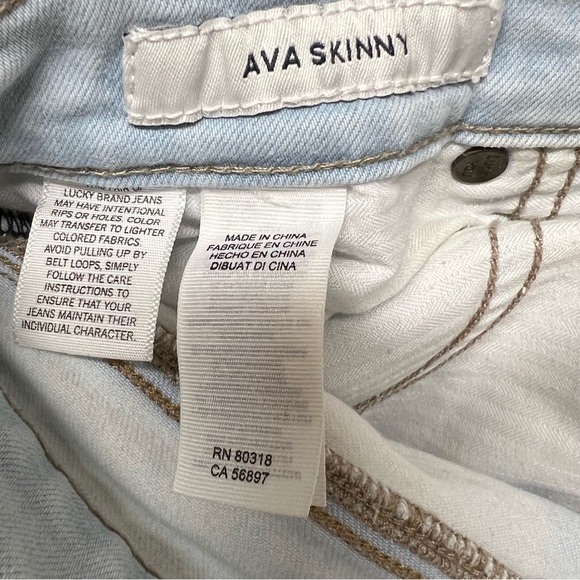 AVA SKINNY
PAIR OF
LUCKY BRAND JEANS
MAY HAVE INTENTIONAL
RIPS OR HOLES. COLOR
MAY TRANSFER TO LIGHTER
COLORED FABRICS.
AVOID PULLING UP BY
BELT LOOPS, SIMPLY
FOLLOW THE CARE
INSTRUCTIONS TO
ENSURE THAT YOUR
JEANS MAINTAIN THEIR
INDIVIDUAL CHARACTER.
MADE IN CHINA
FABRIQUE EN CHINE
HECHO EN CHINA
DIBUAT DI CINA
RN 80318
CA 56897